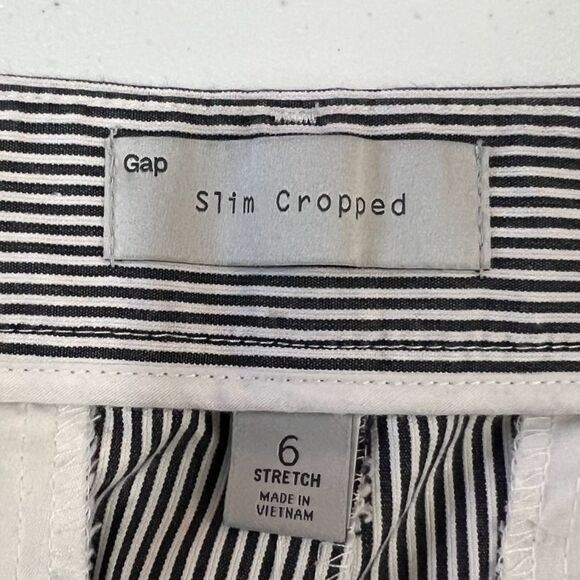 Gap
Slim Cropped
6
STRETCH
MADE IN
VIETNAM